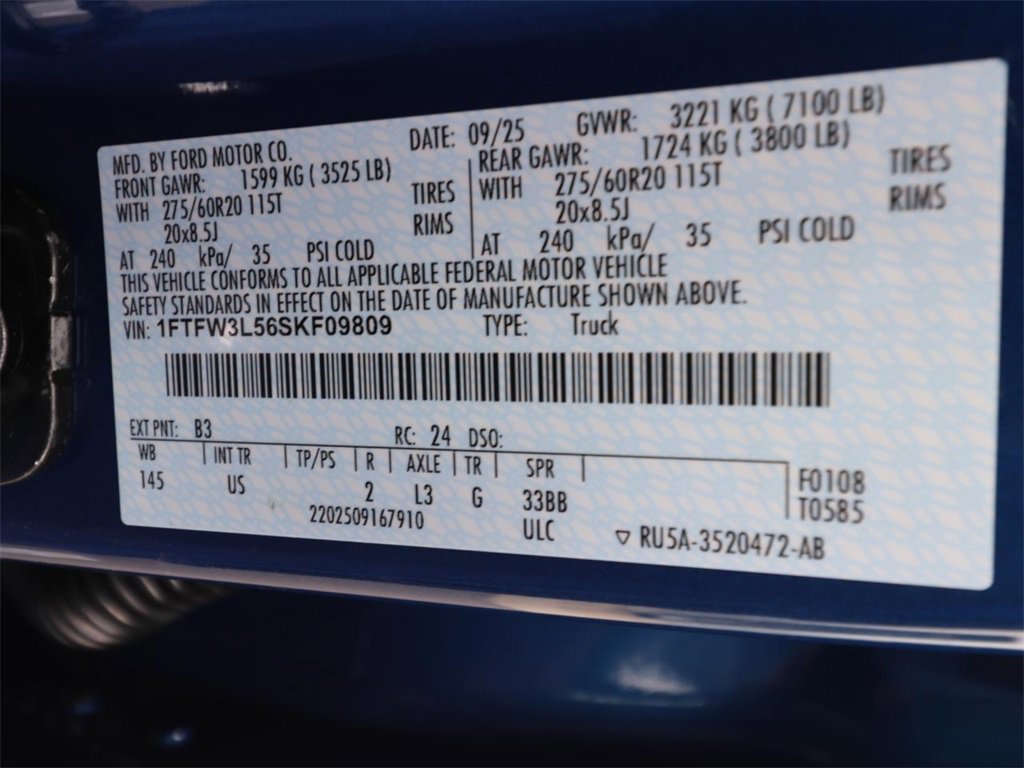 MFD. BY FORD MOTOR CO. DATE: 09/25 GVWR: 3221 KG ( 7100 LB)
FRONT GAWR: 1599 KG ( 3525 LB) REAR GAWR: 1724 KG ( 3800 LB)
WITH 275/60R20 115T TIRES WITH 275/60R20 115T TIRES
20x8.5J RIMS 20x8.5J RIMS
AT 240 kPa/ 35 PSI COLD AT 240 kPa/ 35 PSI COLD
THIS VEHICLE CONFORMS TO ALL APPLICABLE FEDERAL MOTOR VEHICLE
SAFETY STANDARDS IN EFFECT ON THE DATE OF MANUFACTURE SHOWN ABOVE.
VIN: 1FTFW3L56SKF09809 TYPE: Truck
EXT PNT: B3 RC: 24 DSO:
WB INT TR TP/PS R AXLE TR SPR F0108
145 US 2 L3 G 33BB T0585
2202509167910 ULC ▽ RU5A-3520472-AB